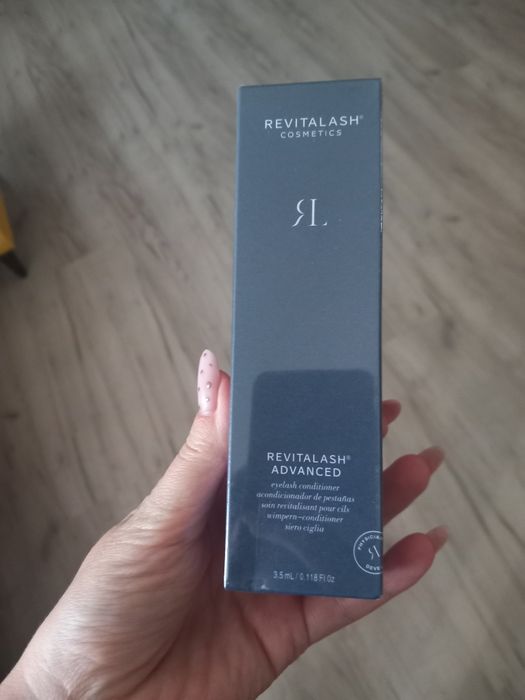 REVITALASH®
COSMETICS
RL
REVITALASH®
ADVANCED
eyelash conditioner
acondicionador de pestañas
soin revitalisant pour cils
wimpern-conditioner
siero ciglia
3.5 mL / 0.118 Fl Oz